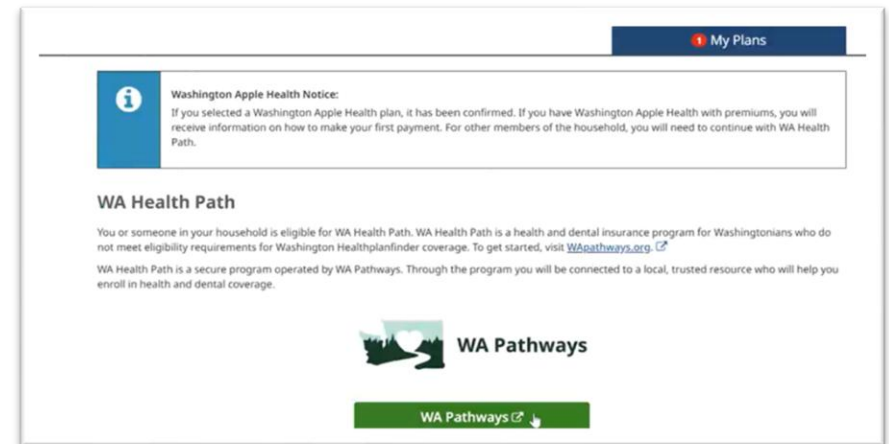 1 My Plans
Washington Apple Health Notice:
If you selected a Washington Apple Health plan, it has been confirmed. If you have Washington Apple Health with premiums, you will
receive information on how to make your first payment. For other members of the household, you will need to continue with WA Health
Path.
WA Health Path
You or someone in your household is eligible for WA Health Path. WA Health Path is a health and dental insurance program for Washingtonians who do
not meet eligibility requirements for Washington Healthplanfinder coverage. To get started, visit WApathways.org.
WA Health Path is a secure program operated by WA Pathways. Through the program you will be connected to a local, trusted resource who will help you
enroll in health and dental coverage.
WA Pathways
WA Pathways